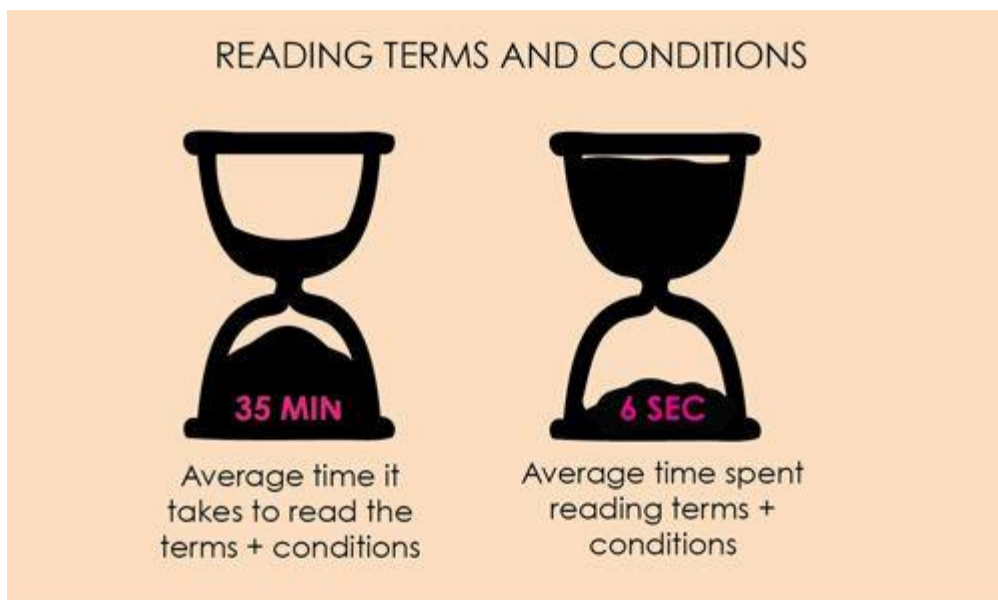 READING TERMS AND CONDITIONS
35 MIN
Average time it
takes to read the
terms + conditions
6 SEC
Average time spent
reading terms +
conditions